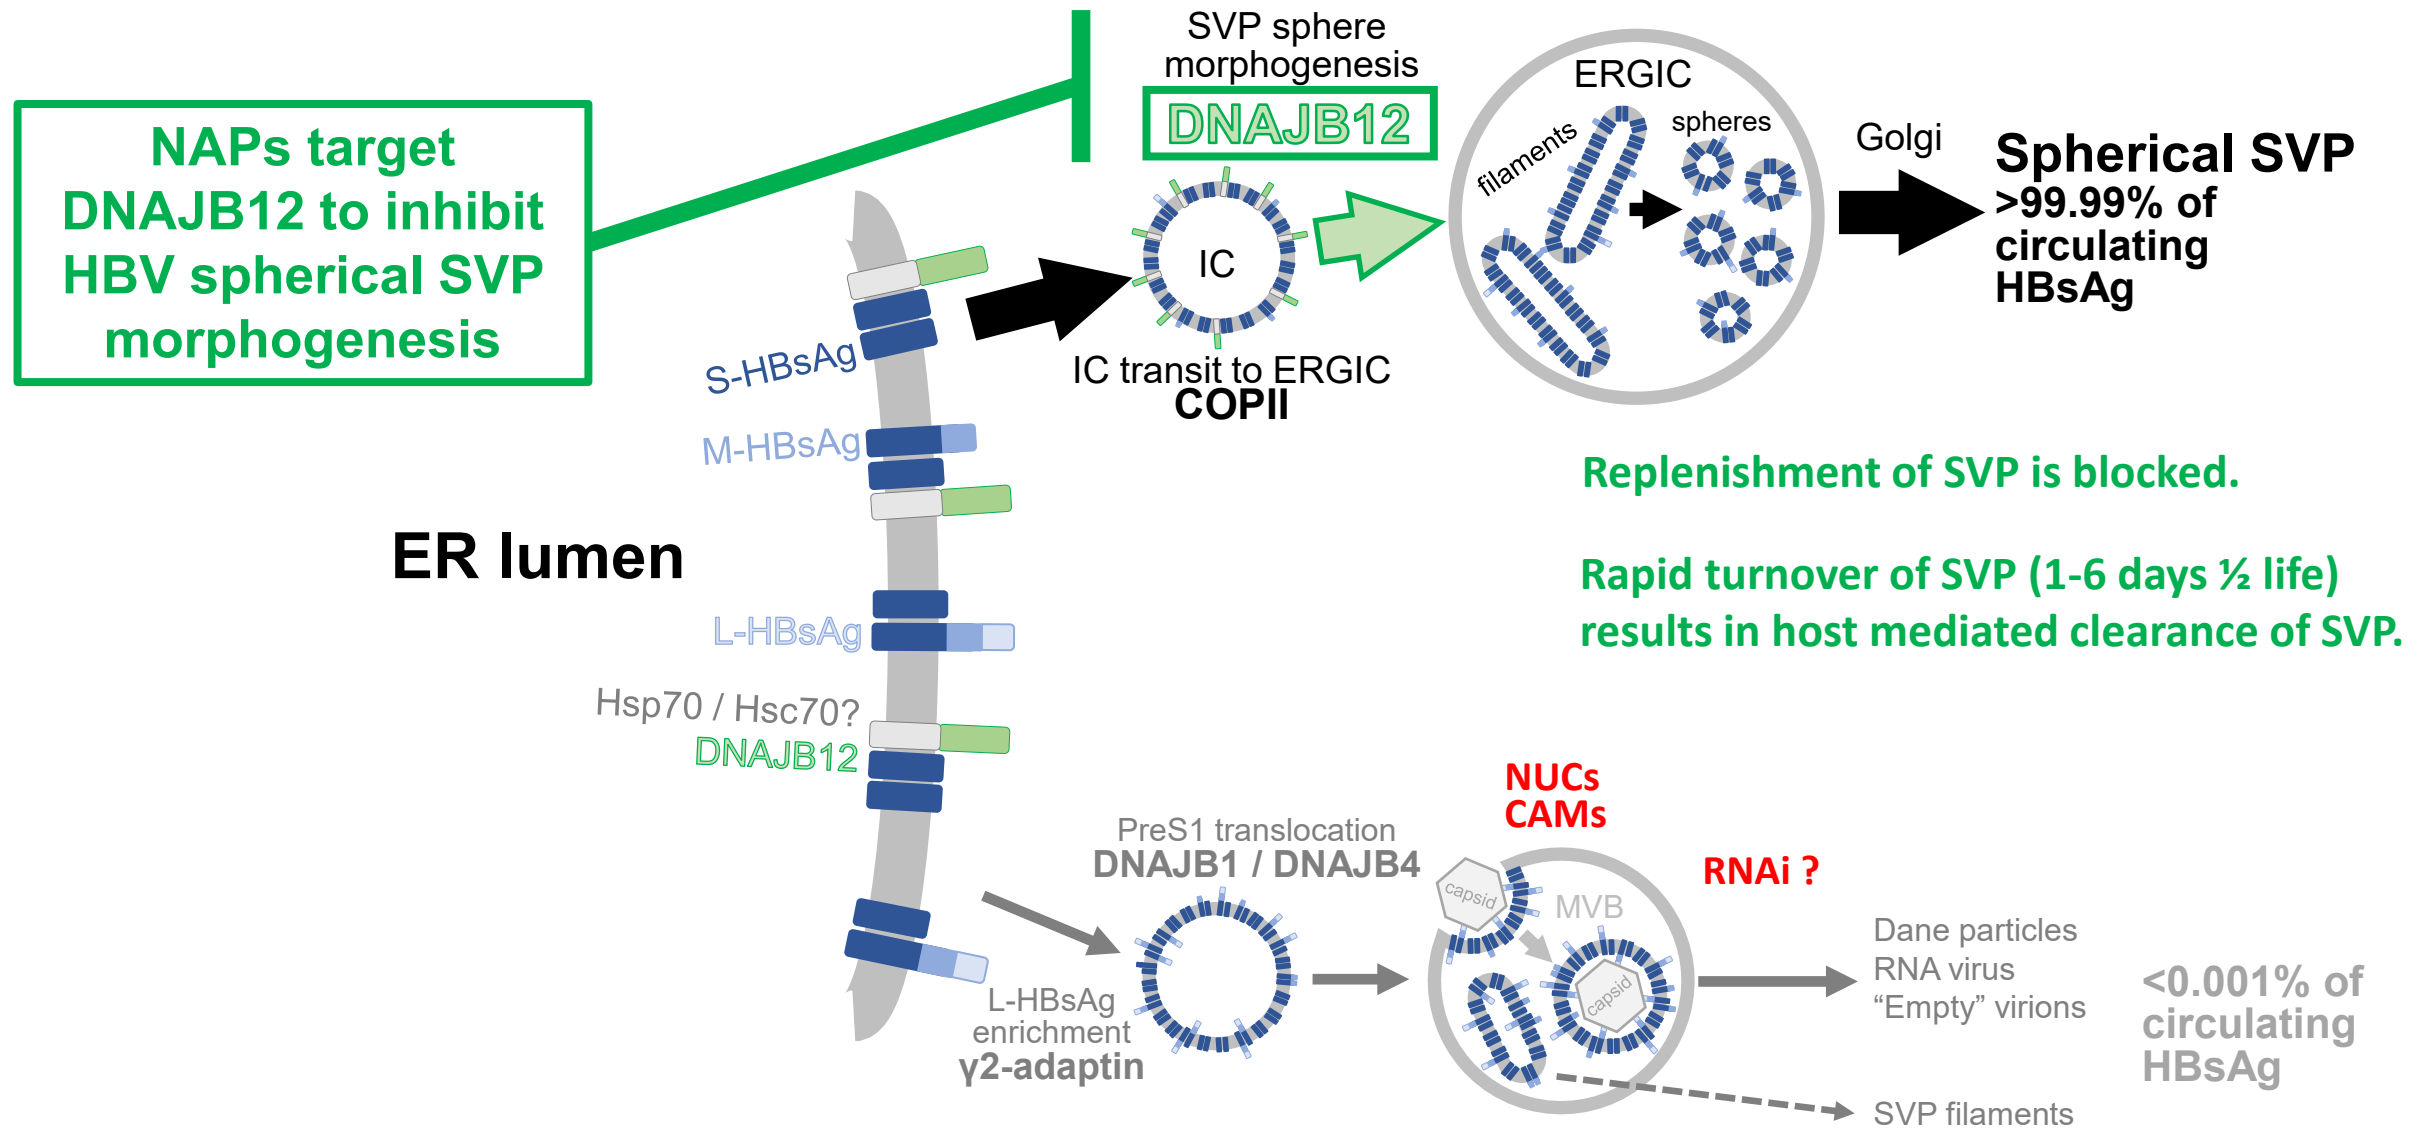 NAPs target
DNAJB12 to inhibit
HBV spherical SVP
morphogenesis
SVP sphere
morphogenesis
DNAJB12
IC
IC transit to ERGIC
COPII
ERGIC
filaments
spheres
Golgi
Spherical SVP
>99.99% of
circulating
HBsAg
S-HBsAg
M-HBsAg
ER lumen
L-HBsAg
Hsp70 / Hsc70?
DNAJB12
Replenishment of SVP is blocked.
Rapid turnover of SVP (1-6 days ½ life)
results in host mediated clearance of SVP.
PreS1 translocation
DNAJB1 / DNAJB4
L-HBsAg
enrichment
γ2-adaptin
NUCs
CAMs
RNAi ?
capsid
MVB
capsid
Dane particles
RNA virus
“Empty” virions
SVP filaments
<0.001% of
circulating
HBsAg